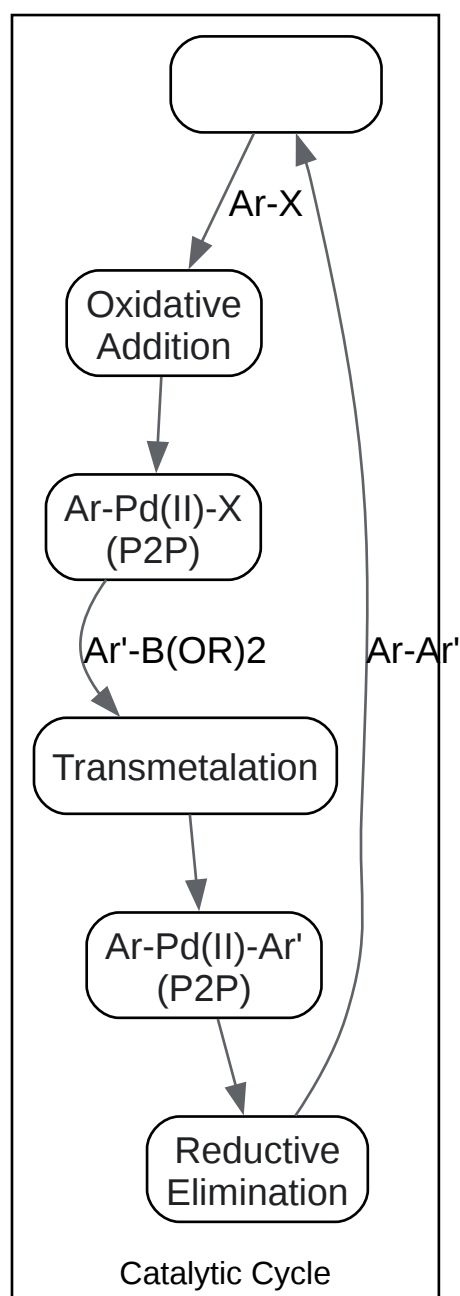 Ar-X
Oxidative
Addition
Ar-Pd(II)-X
(P2P)
Ar'-B(OR)2
Ar-Ar'
Transmetalation
Ar-Pd(II)-Ar'
(P2P)
Reductive
Elimination
Catalytic Cycle